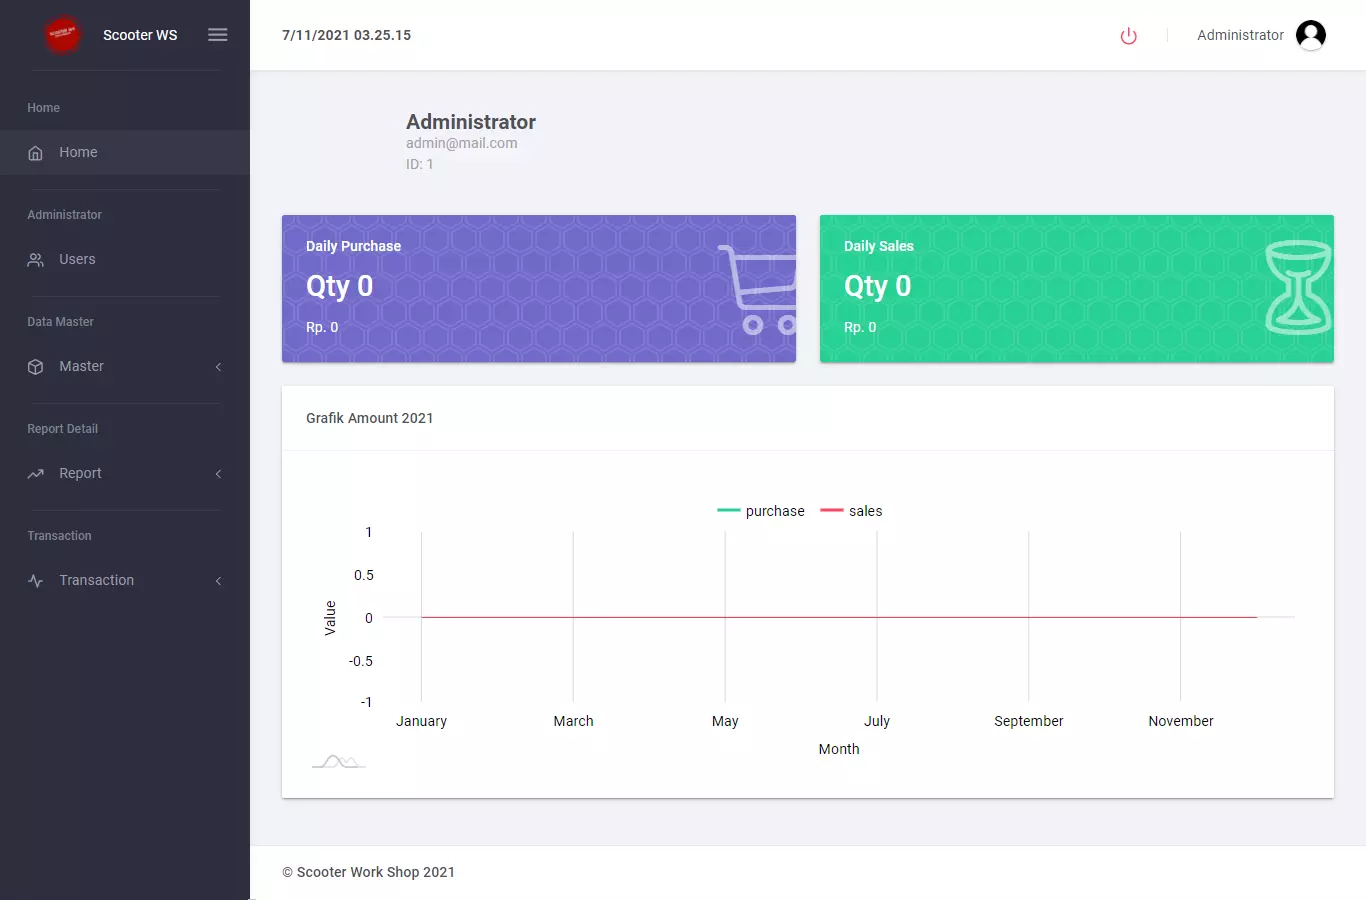 Scooter WS
7/11/2021 03.25.15
Administrator
Home
Home
Administrator
Users
Data Master
Master
Report Detail
Report
Transaction
Transaction
Administrator
admin@mail.com
ID: 1
Daily Purchase
Qty 0
Rp. 0
Daily Sales
Qty 0
Rp. 0
Grafik Amount 2021
purchase
sales
1
0.5
0
-0.5
-1
Value
January
March
May
July
September
November
Month
© Scooter Work Shop 2021